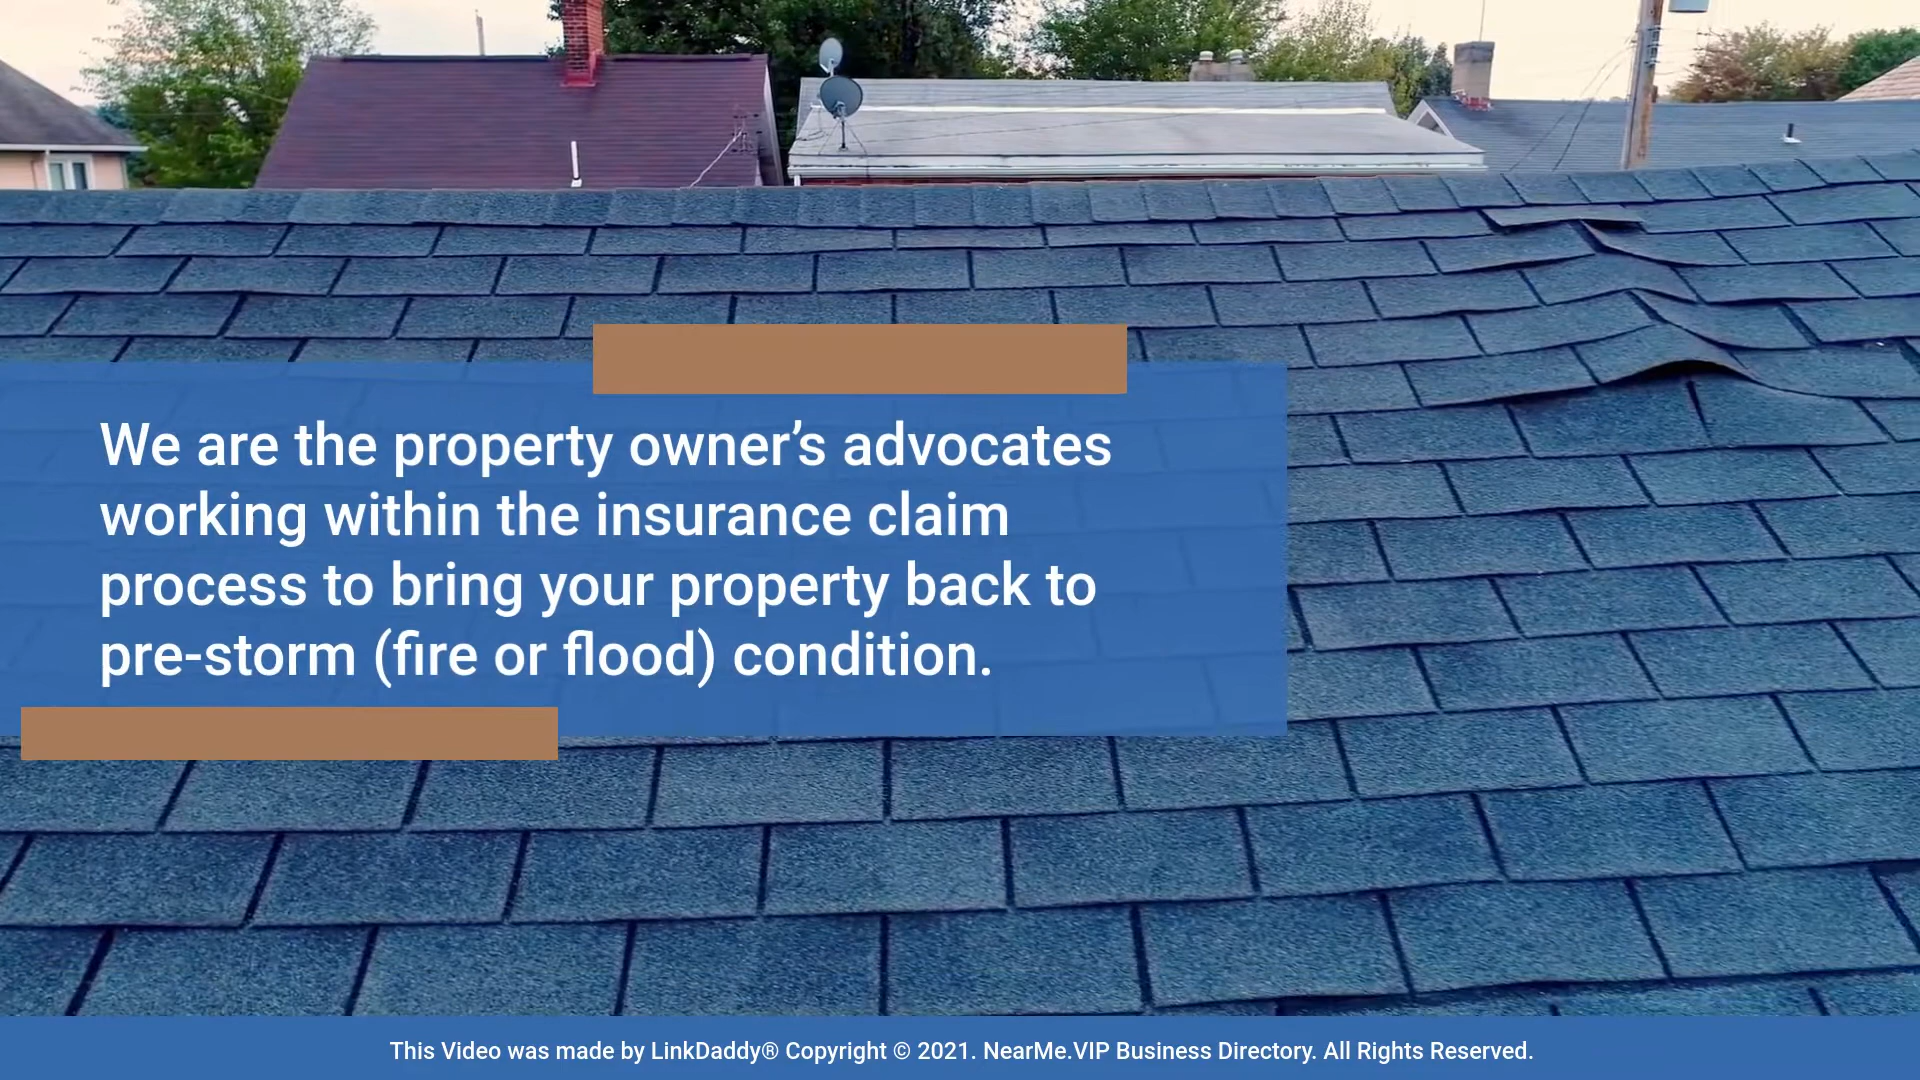 We are the property owner’s advocates
working within the insurance claim
process to bring your property back to
pre-storm (fire or flood) condition.
This Video was made by LinkDaddy® Copyright © 2021. NearMe.VIP Business Directory. All Rights Reserved.